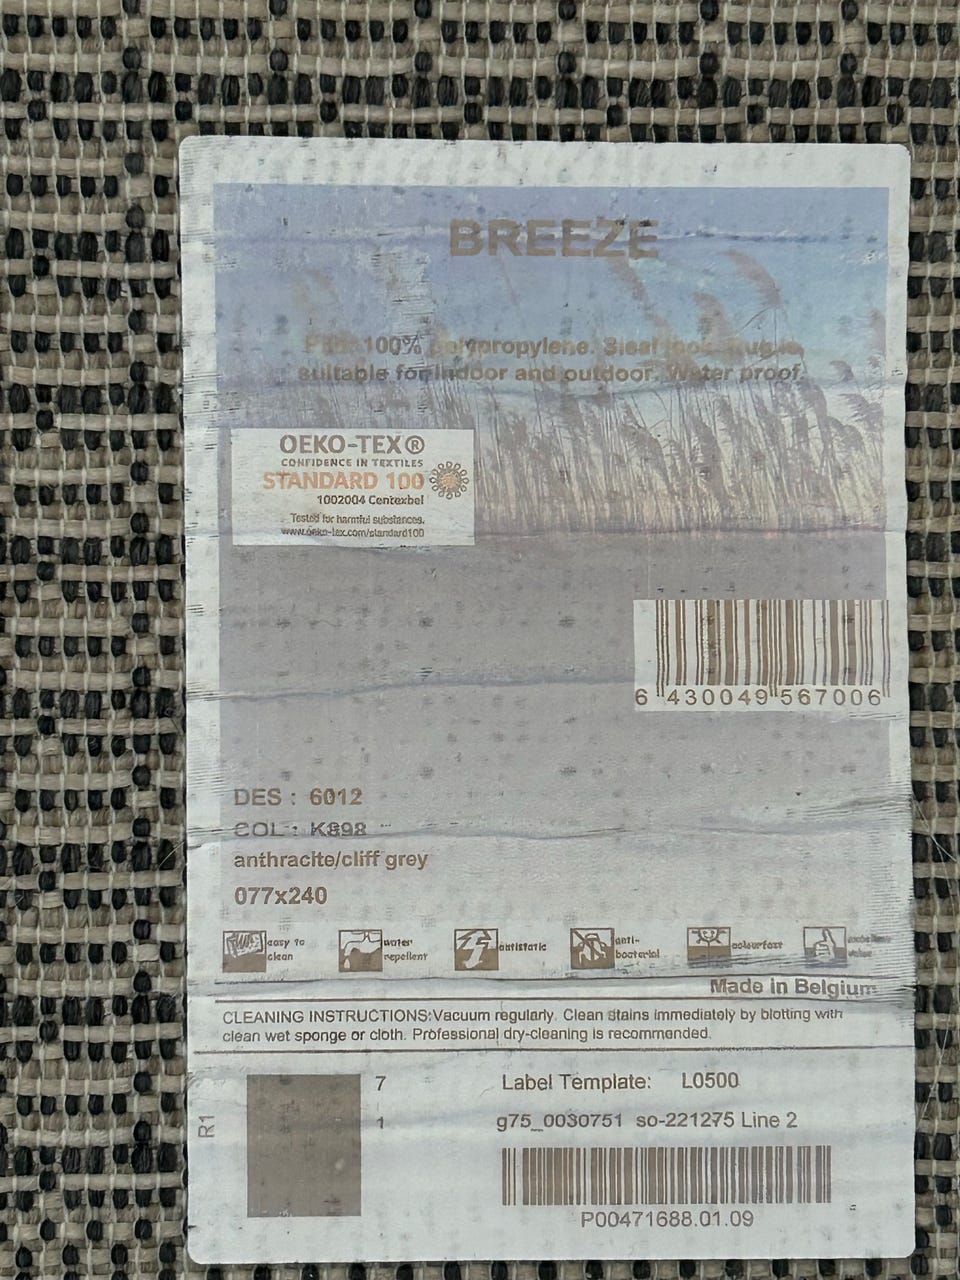 BREEZE
100% polypropylene. Sisal look.
suitable for indoor and outdoor. Water proof.
OEKO-TEX®
CONFIDENCE IN TEXTILES
STANDARD 100
1002004 Centexbel
Tested for harmful substances.
www.oeko-tex.com/standard100
6 430049 567006
DES : 6012
COL : K898
anthracite/cliff grey
077x240
easy to clean
water repellent
antistatic
anti-bacterial
colourfast
Made in Belgium
CLEANING INSTRUCTIONS:Vacuum regularly. Clean stains immediately by blotting with
clean wet sponge or cloth. Professional dry-cleaning is recommended.
R1
7
1
Label Template: L0500
g75_0030751 so-221275 Line 2
P00471688.01.09